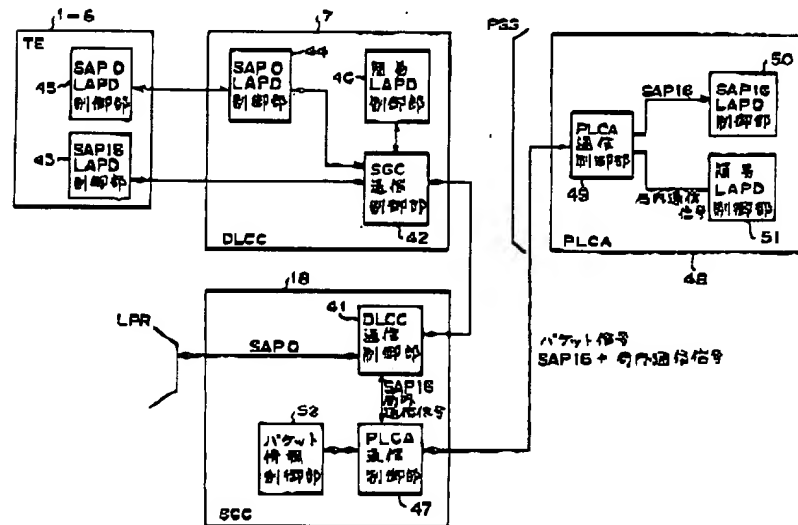 1-6
TE
45
SAP 0
LAPD
制御部
43
SAP16
LAPD
制御部
7
44
SAP 0
LAPD
制御部
46
簡易
LAPD
制御部
SGC
通信
制御部
42
DLCC
PSG
PLCA
通信
制御部
49
SAP16
50
SAP16
LAPD
制御部
局内通信
信号
簡易
LAPD
制御部
51
PLCA
48
18
LPR
SAP 0
41
DLCC
通信
制御部
SAP16
局内
通信信号
52
パケット
情報
制御部
PLCA
通信
制御部
47
SGC
パケット信号
SAP16 + 局内通信信号